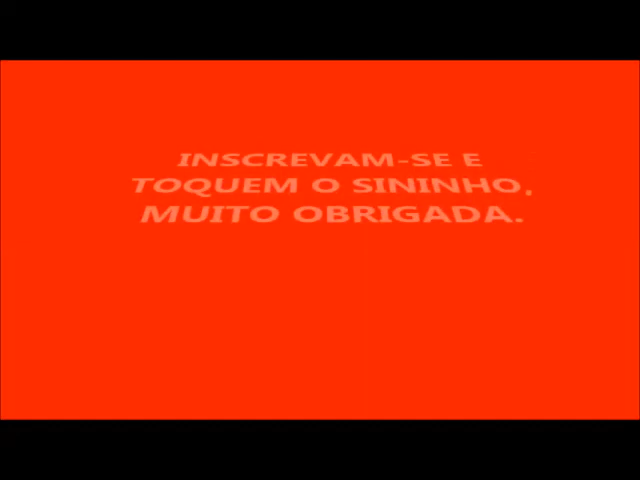 INSCREVAM-SE E
TOQUEM O SININHO,
MUITO OBRIGADA.